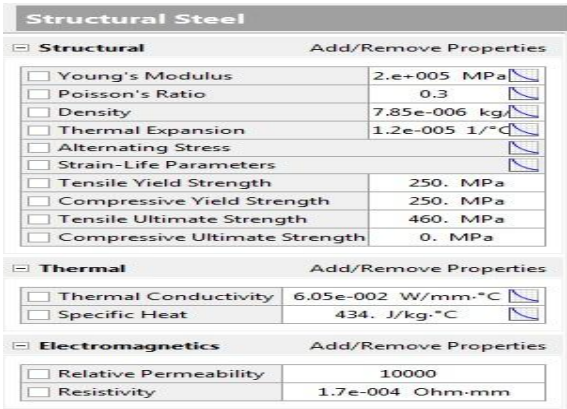 Structural Steel
Structural Add/Remove Properties
Young's Modulus 2.e+005 MPa
Poisson's Ratio 0.3
Density 7.85e-006 kg/
Thermal Expansion 1.2e-005 1/°C
Alternating Stress
Strain-Life Parameters
Tensile Yield Strength 250. MPa
Compressive Yield Strength 250. MPa
Tensile Ultimate Strength 460. MPa
Compressive Ultimate Strength 0. MPa
Thermal Add/Remove Properties
Thermal Conductivity 6.05e-002 W/mm·°C
Specific Heat 434. J/kg·°C
Electromagnetics Add/Remove Properties
Relative Permeability 10000
Resistivity 1.7e-004 Ohm·mm